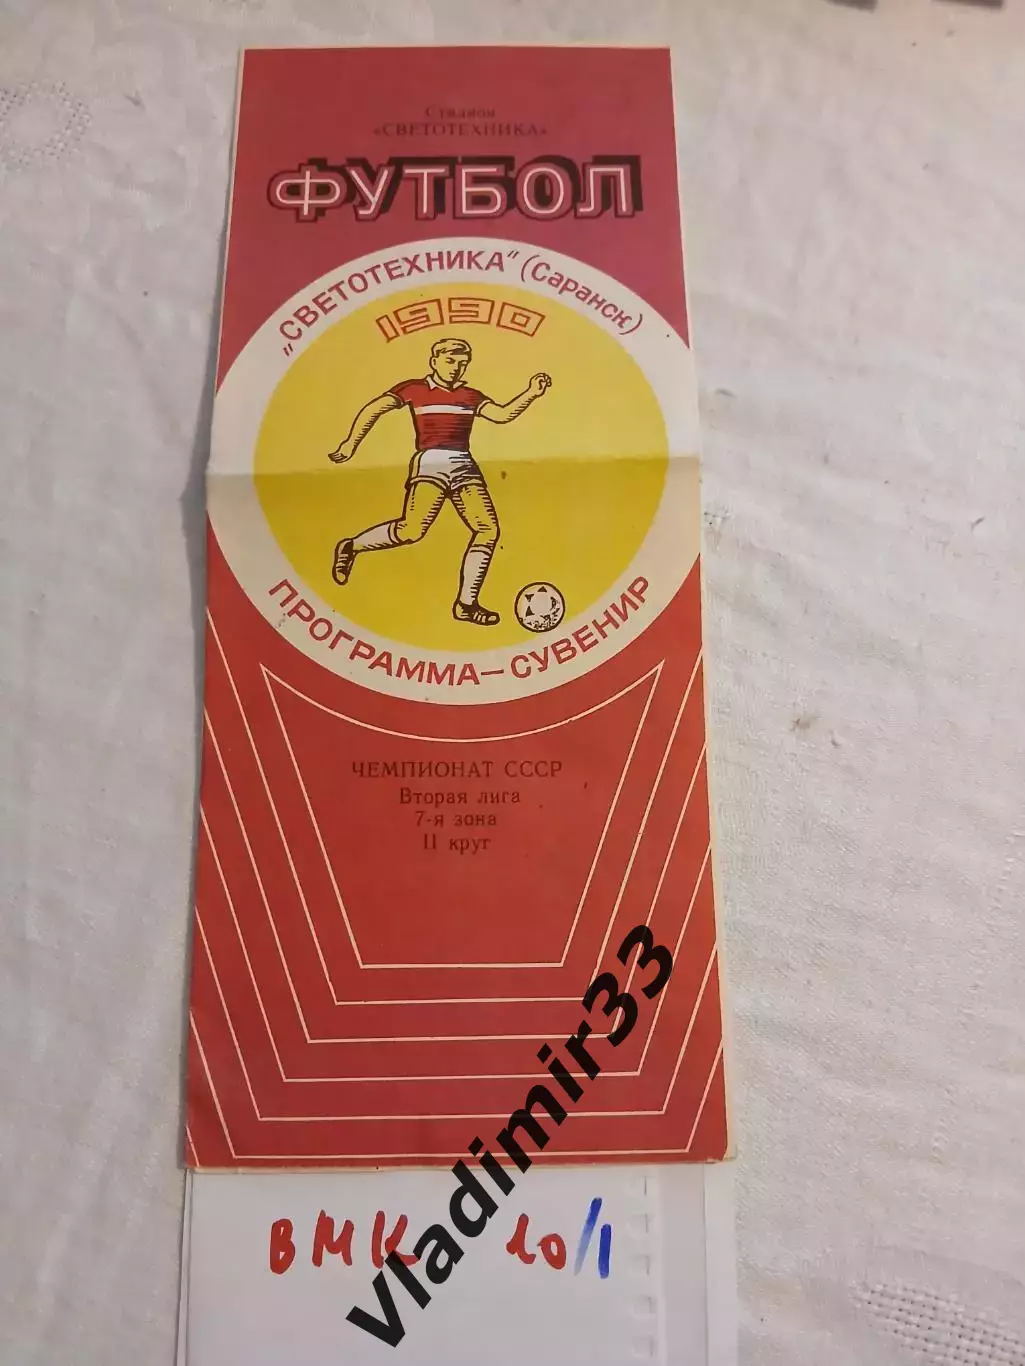 Стадион
«СВЕТОТЕХНИКА»
ФУТБОЛ
„СВЕТОТЕХНИКА" (Саранск)
1990
ПРОГРАММА—СУВЕНИР
ЧЕМПИОНАТ СССР
Вторая лига
7-я зона
II круг
вмк 10/1
vladimir33